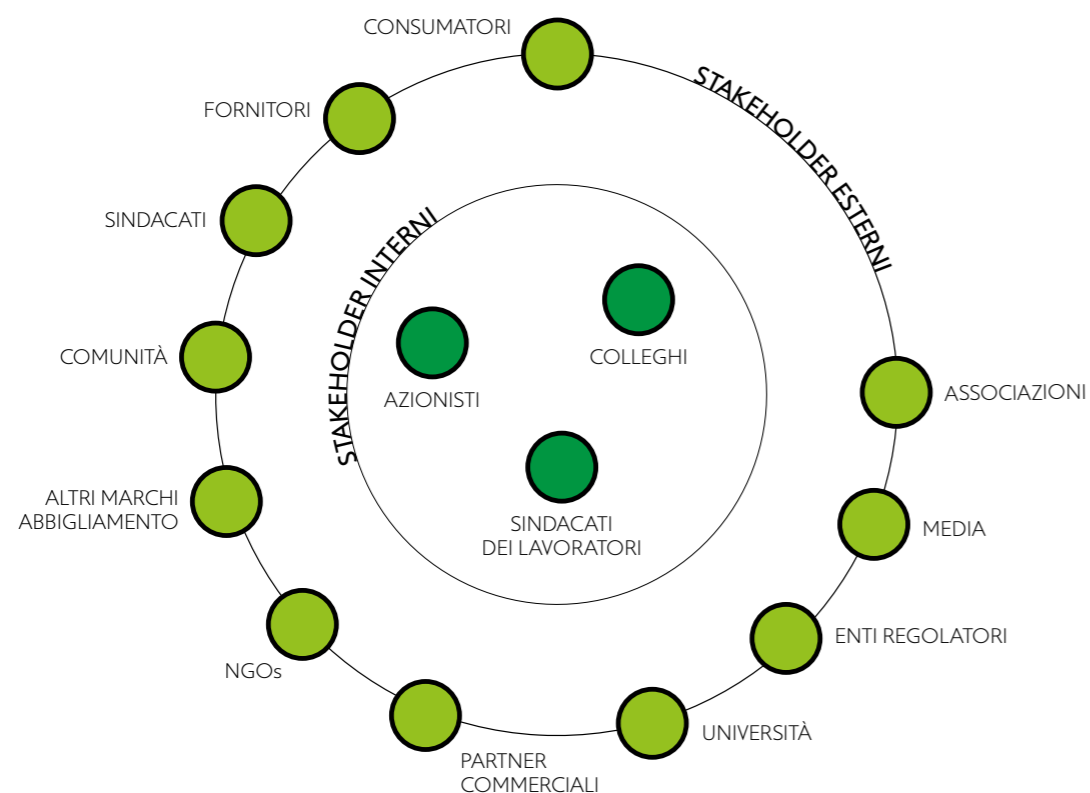 CONSUMATORI
STAKEHOLDER ESTERNI
FORNITORI
SINDACATI
STAKEHOLDER INTERNI
COLLEGHI
COMUNITÀ
AZIONISTI
ASSOCIAZIONI
ALTRI MARCHI
ABBIGLIAMENTO
SINDACATI
DEI LAVORATORI
MEDIA
ENTI REGOLATORI
NGOs
UNIVERSITÀ
PARTNER
COMMERCIALI